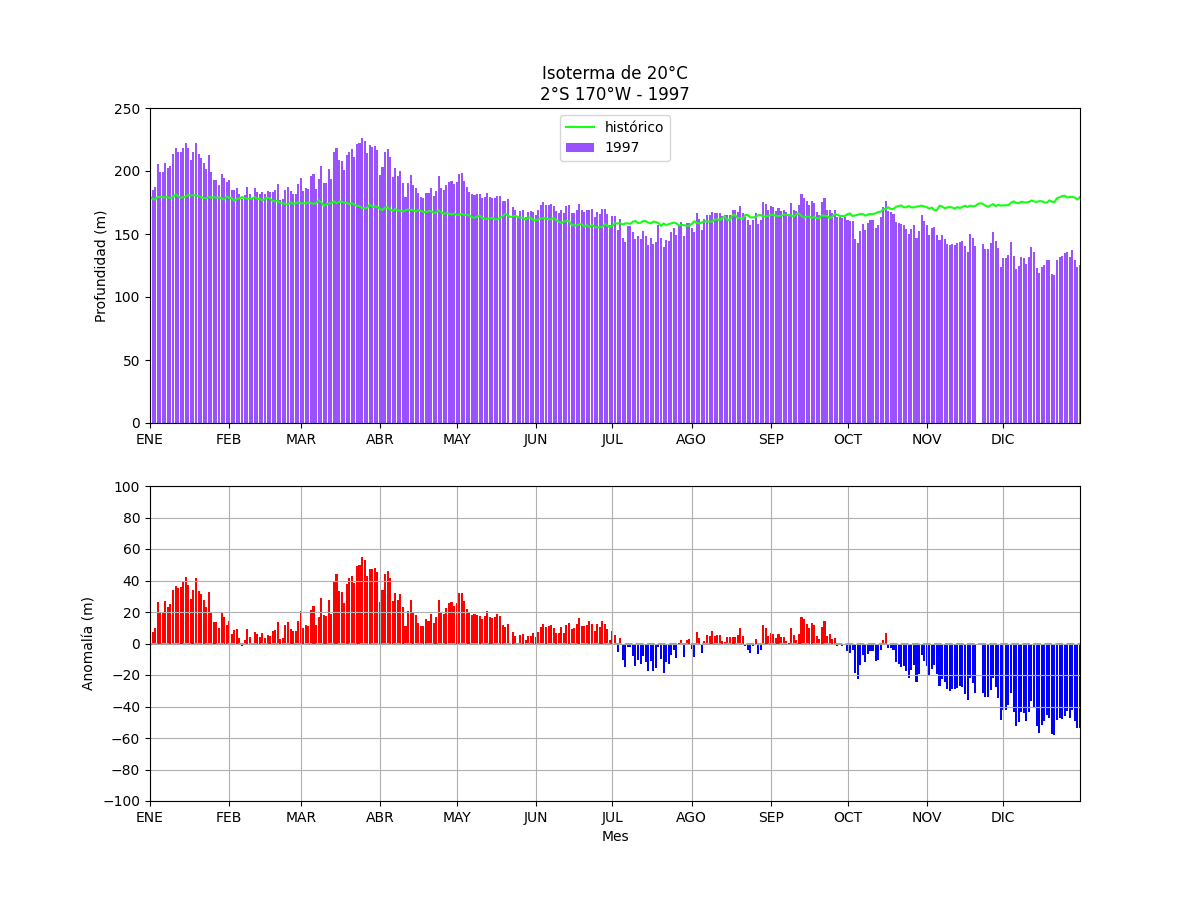 Isoterma de 20°C
2°S 170°W - 1997
250
200
150
100
50
0
Profundidad (m)
histórico
1997
ENE FEB MAR ABR MAY JUN JUL AGO SEP OCT NOV DIC
100
80
60
40
20
0
−20
−40
−60
−80
−100
Anomalía (m)
ENE FEB MAR ABR MAY JUN JUL AGO SEP OCT NOV DIC
Mes